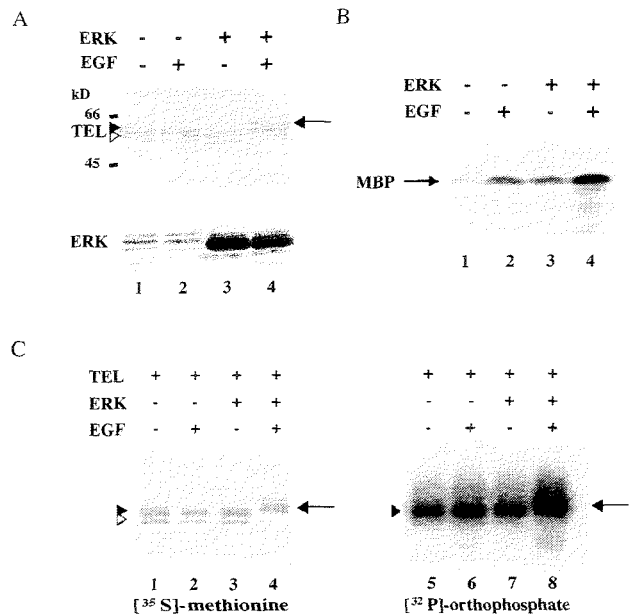 A
ERK - - + +
EGF - + - +
kD
66
TEL
45
ERK
1 2 3 4
B
ERK - - + +
EGF - + - +
MBP
1 2 3 4
C
TEL + + + +
ERK - - + +
EGF - + - +
1 2 3 4
[35 S]-methionine
+ + + +
- - + +
- + - +
5 6 7 8
[32 P]-orthophosphate